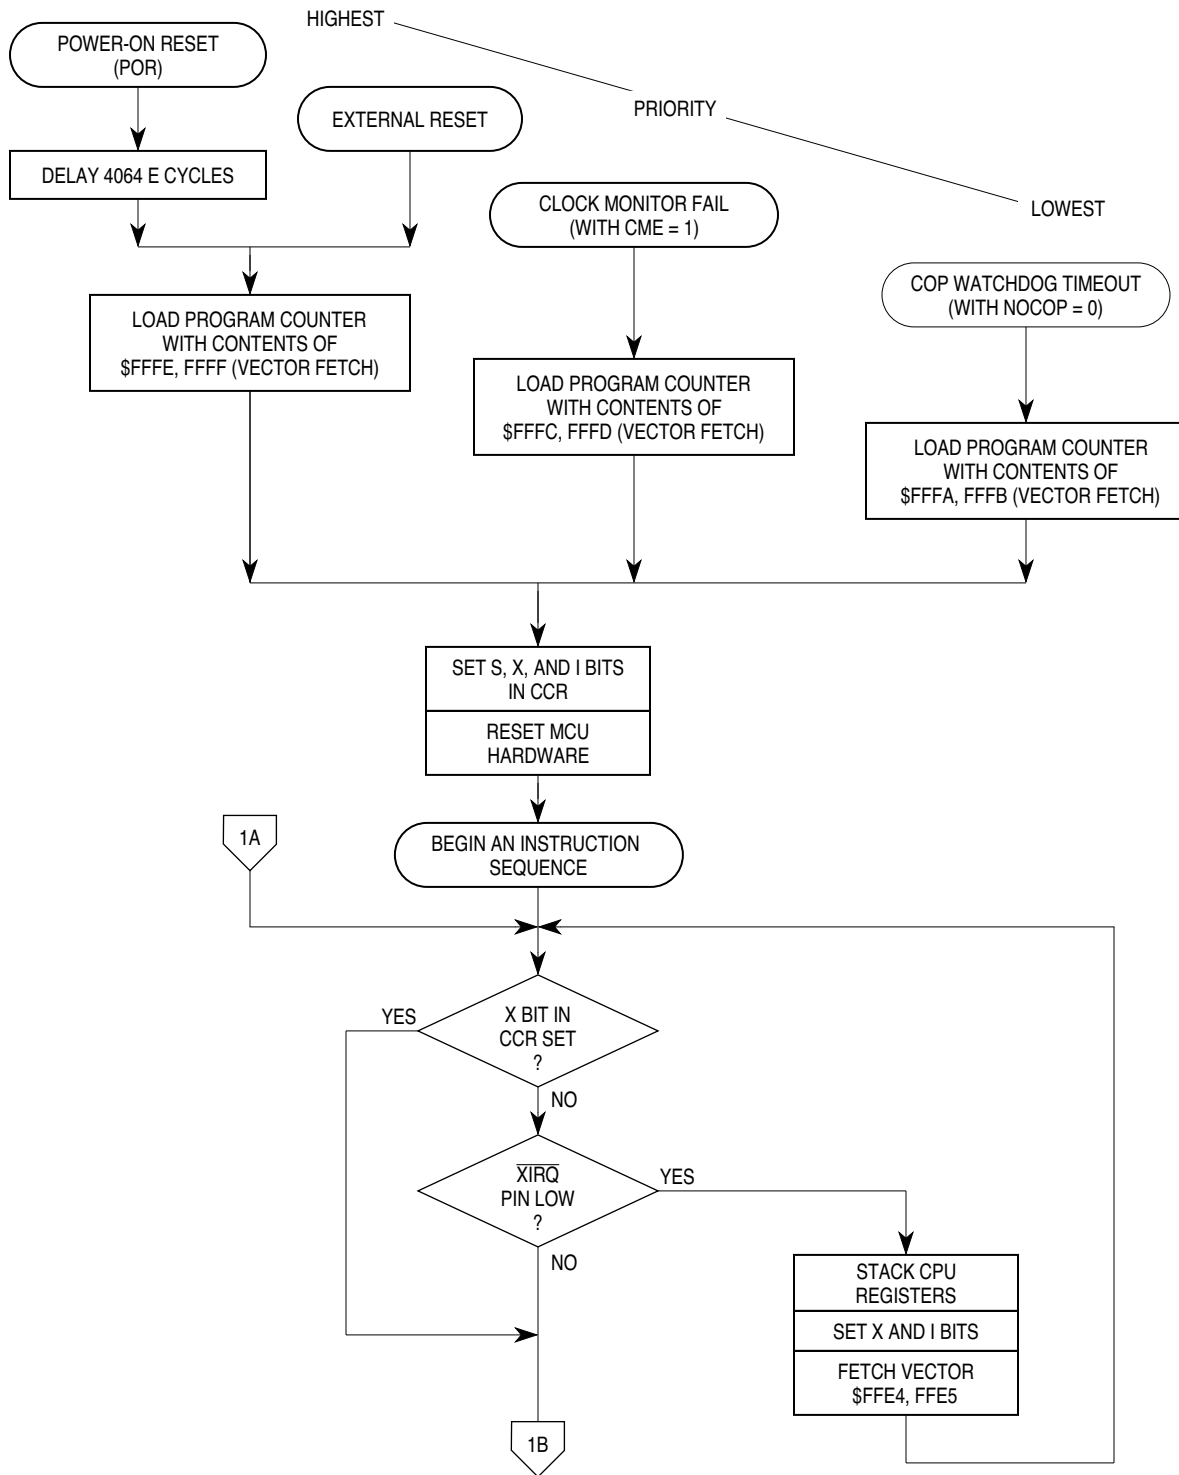 HIGHEST
POWER-ON RESET
(POR)
PRIORITY
EXTERNAL RESET
DELAY 4064 E CYCLES
LOWEST
CLOCK MONITOR FAIL
(WITH CME = 1)
COP WATCHDOG TIMEOUT
(WITH NOCOP = 0)
LOAD PROGRAM COUNTER
WITH CONTENTS OF
$FFFE, FFFF (VECTOR FETCH)
LOAD PROGRAM COUNTER
WITH CONTENTS OF
$FFFC, FFFD (VECTOR FETCH)
LOAD PROGRAM COUNTER
WITH CONTENTS OF
$FFFA, FFFB (VECTOR FETCH)
SET S, X, AND I BITS
IN CCR
RESET MCU
HARDWARE
1A
BEGIN AN INSTRUCTION
SEQUENCE
YES
X BIT IN
CCR SET
?
NO
XIRQ
PIN LOW
?
YES
NO
STACK CPU
REGISTERS
SET X AND I BITS
FETCH VECTOR
$FFE4, FFE5
1B